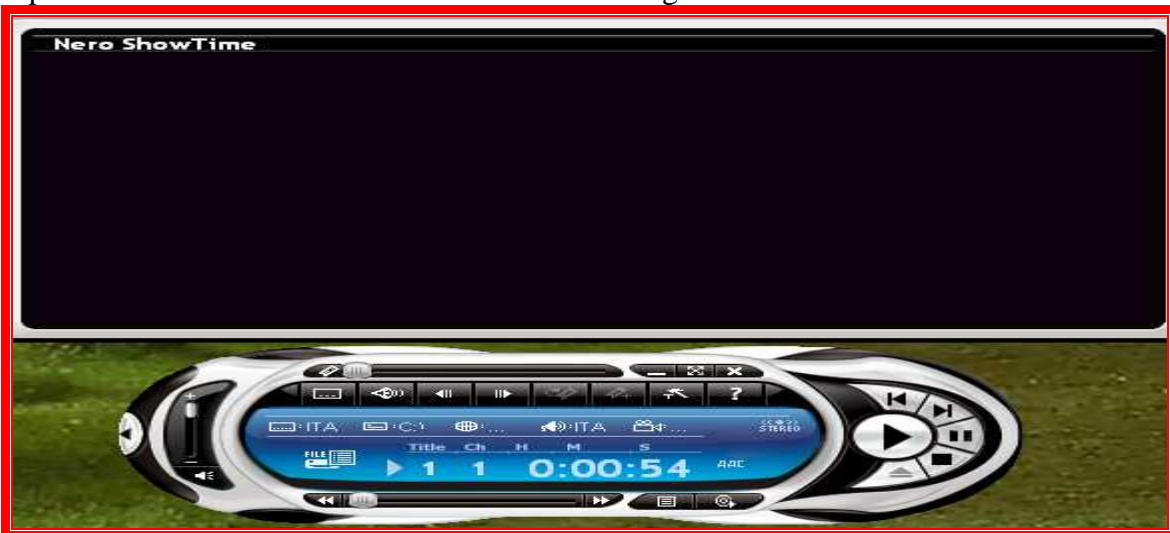 Nero ShowTime
?
:ITA :C:\ :... :ITA :... STEREO
Title Ch H M S
FILE 1 1 0:00:54 AAC